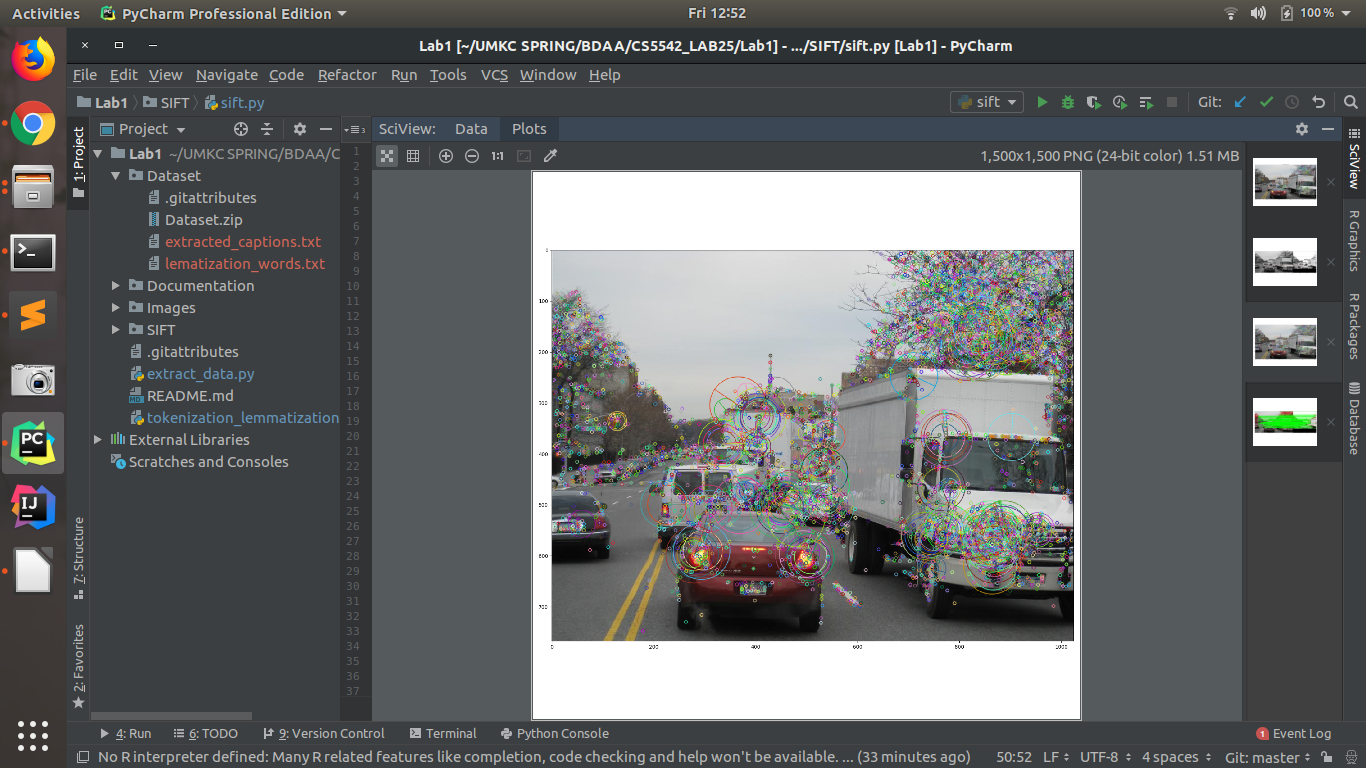 Activities PyCharm Professional Edition Fri 12:52 100%
Lab1 [~/UMKC SPRING/BDAA/CS5542_LAB25/Lab1] - .../SIFT/sift.py [Lab1] - PyCharm
File Edit View Navigate Code Refactor Run Tools VCS Window Help
Lab1 SIFT sift.py sift Git:
1: Project
Project
SciView: Data Plots
1:1 1,500x1,500 PNG (24-bit color) 1.51 MB
Lab1 ~/UMKC SPRING/BDAA/C
Dataset
.gitattributes
Dataset.zip
extracted_captions.txt
lematization_words.txt
Documentation
Images
SIFT
.gitattributes
extract_data.py
README.md
tokenization_lemmatization
External Libraries
Scratches and Consoles
7: Structure
2: Favorites
3
1
2
3
4
5
6
7
8
9
10
11
12
13
14
15
16
17
18
19
20
21
22
23
24
25
26
27
28
29
30
31
32
33
34
35
36
37
0
100
200
300
400
500
600
700
0 200 400 600 800 1000
SciView
R Graphics
R Packages
Database
4: Run 6: TODO 9: Version Control Terminal Python Console 1 Event Log
No R interpreter defined: Many R related features like completion, code checking and help won't be available. ... (33 minutes ago) 50:52 LF UTF-8 4 spaces Git: master